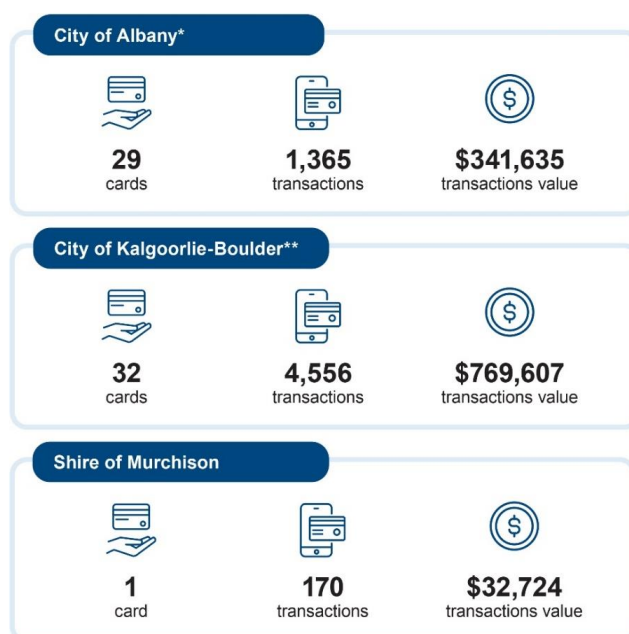 City of Albany*
29 1,365 $341,635
cards transactions transactions value
City of Kalgoorlie-Boulder**
32 4,556 $769,607
cards transactions transactions value
Shire of Murchison
1 170 $32,724
card transactions transactions value